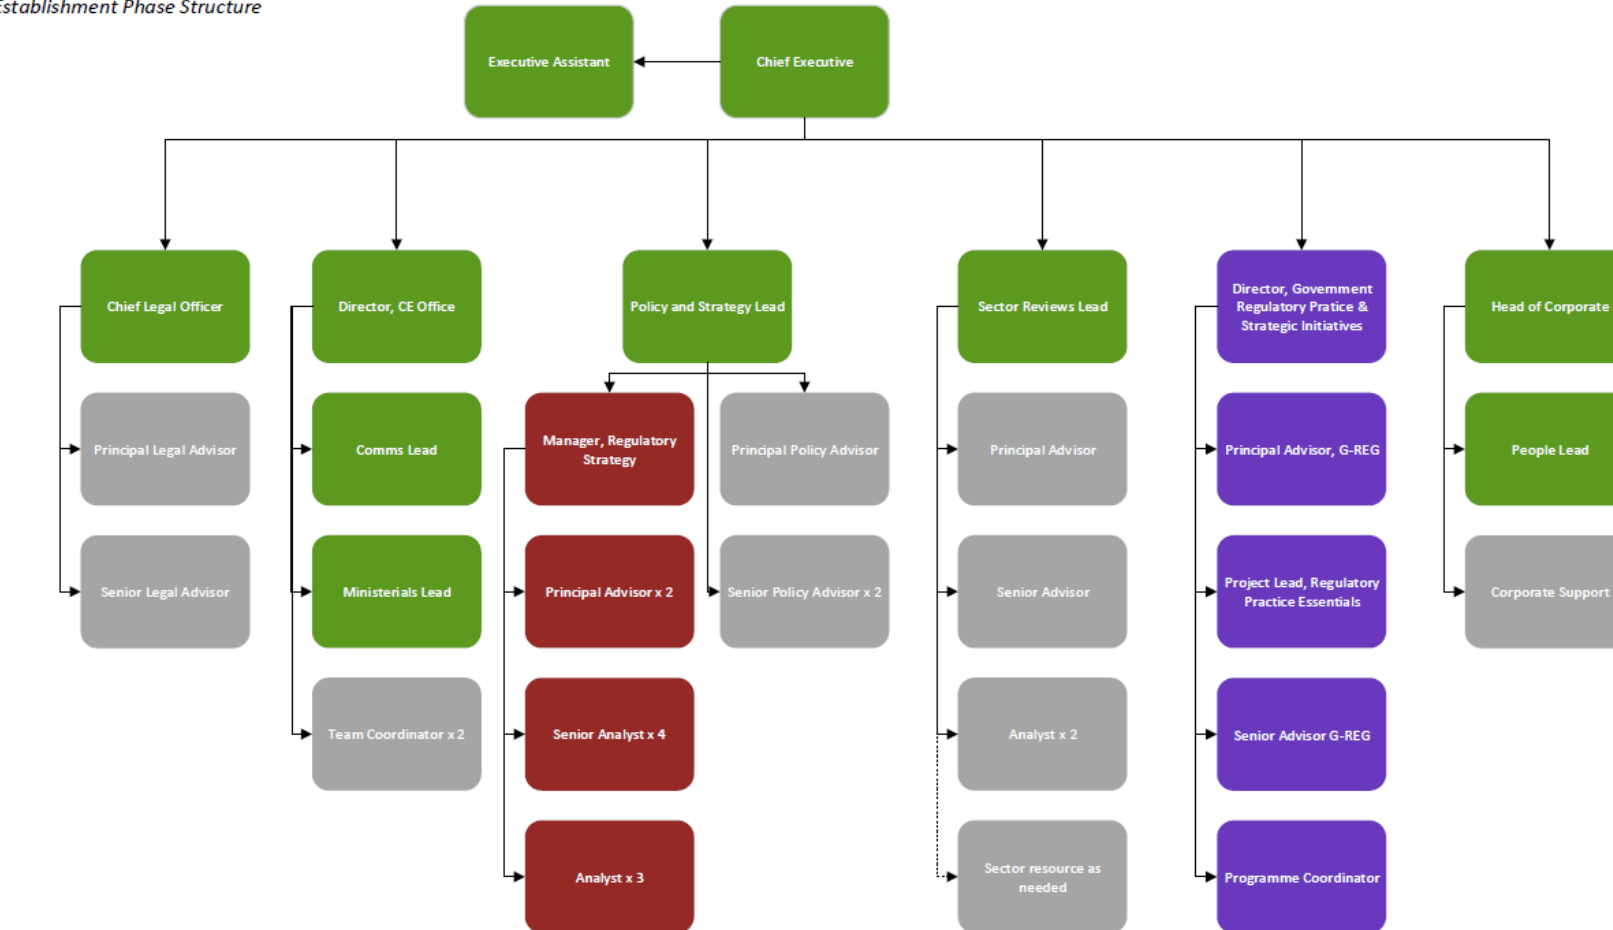 Establishment Phase Structure
Executive Assistant
Chief Executive
Chief Legal Officer
Director, CE Office
Policy and Strategy Lead
Sector Reviews Lead
Director, Government
Regulatory Pratice &
Strategic Initiatives
Head of Corporate
Principal Legal Advisor
Comms Lead
Manager, Regulatory
Strategy
Principal Policy Advisor
Principal Advisor
Principal Advisor, G-REG
People Lead
Senior Legal Advisor
Ministerials Lead
Principal Advisor x 2
Senior Policy Advisor x 2
Senior Advisor
Project Lead, Regulatory
Practice Essentials
Corporate Support
Team Coordinator x 2
Senior Analyst x 4
Analyst x 2
Senior Advisor G-REG
Analyst x 3
Sector resource as
needed
Programme Coordinator